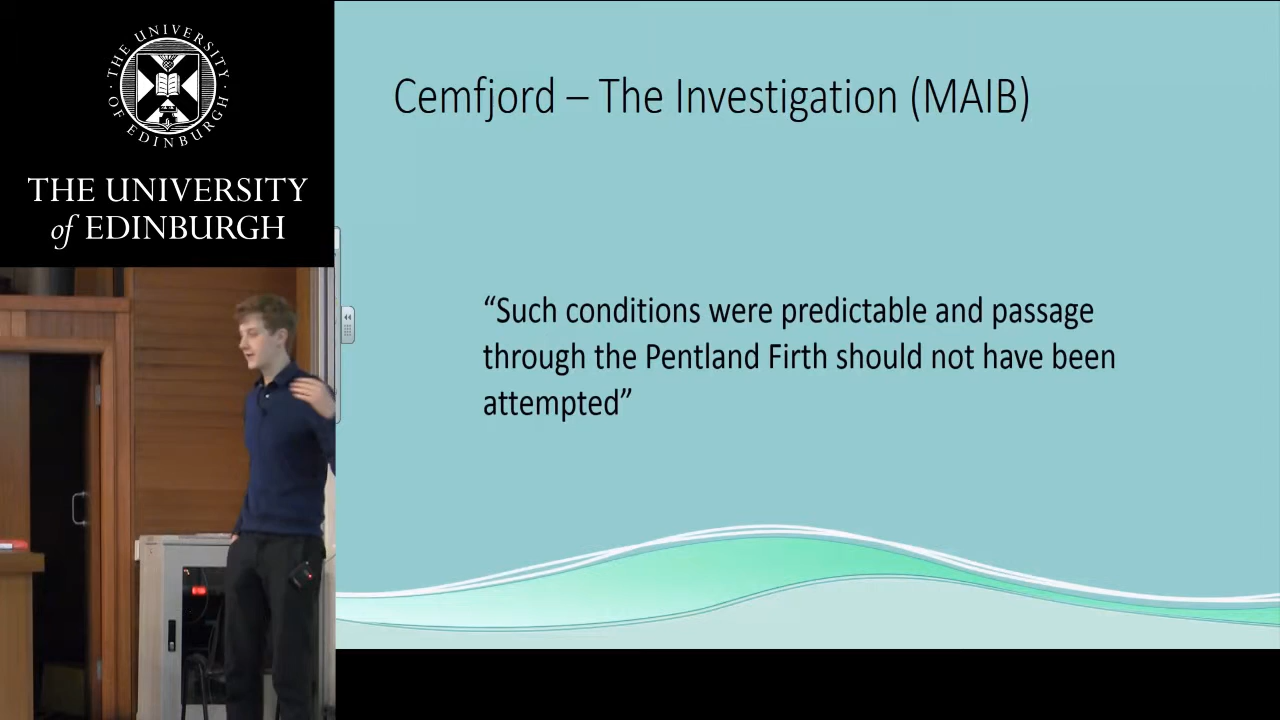 THE UNIVERSITY OF EDINBURGH
THE UNIVERSITY
of EDINBURGH
Cemfjord – The Investigation (MAIB)
“Such conditions were predictable and passage
through the Pentland Firth should not have been
attempted”